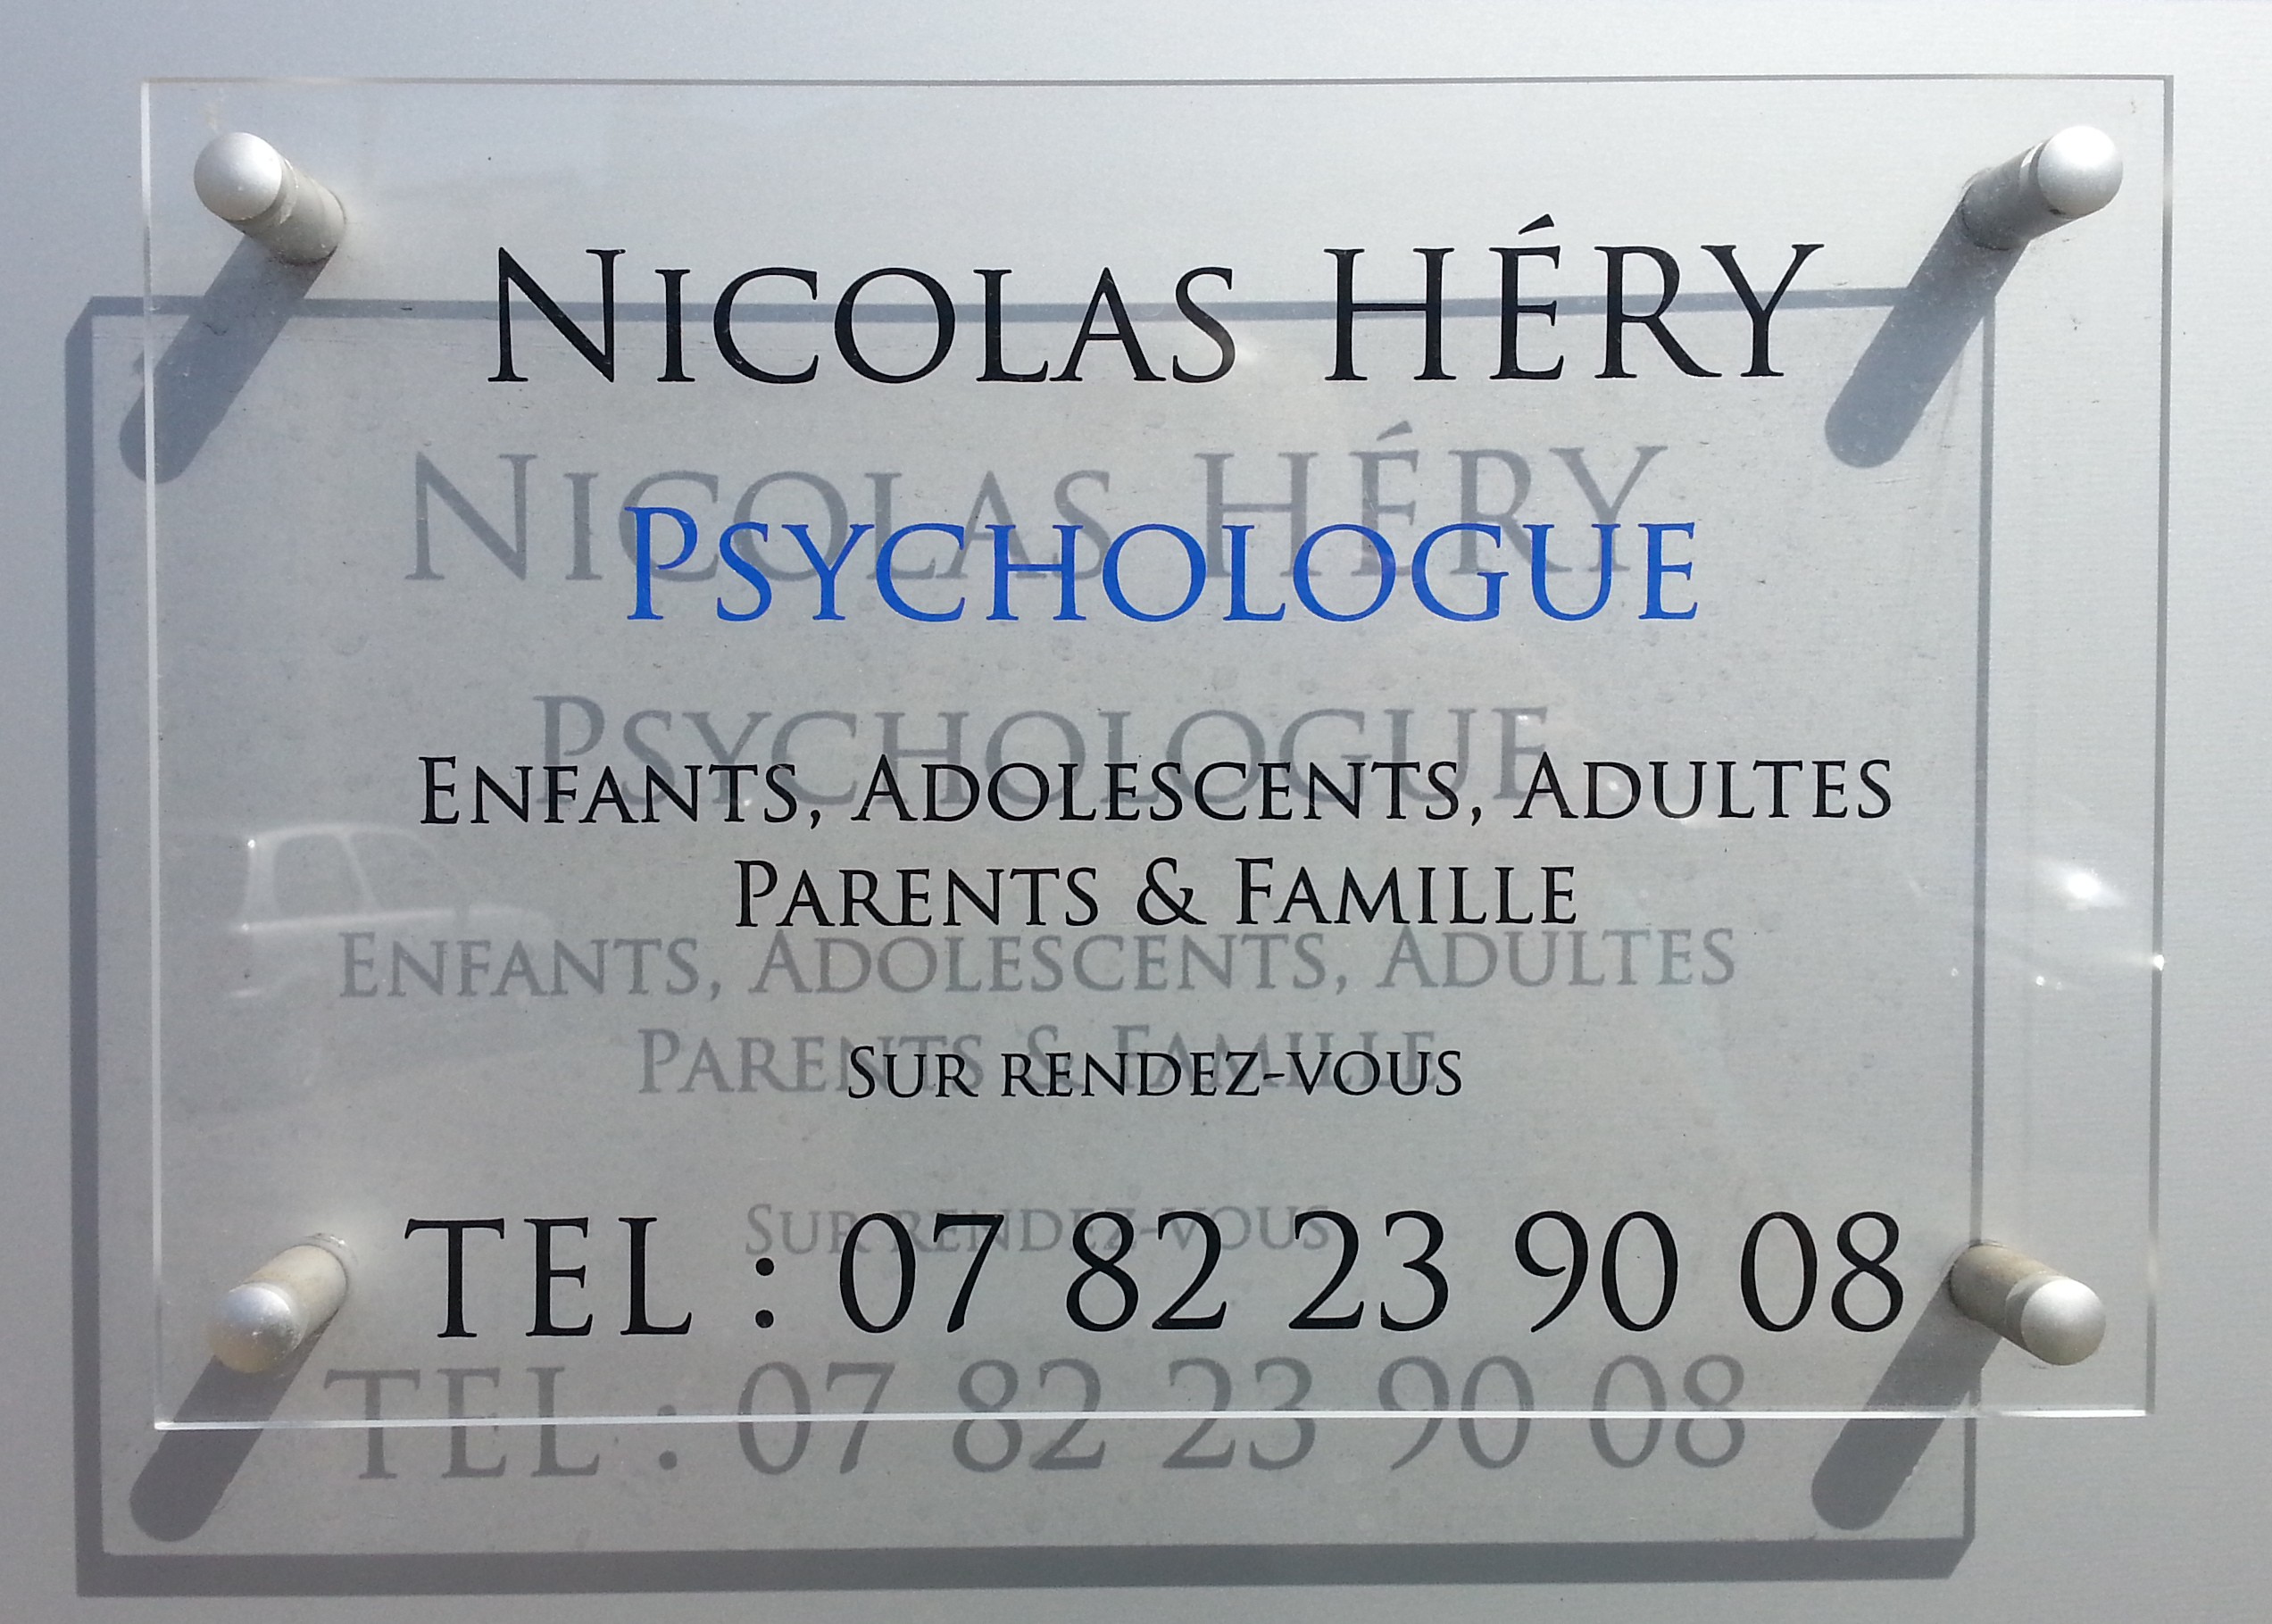 Nicolas HÉRY
Psychologue
Enfants, Adolescents, Adultes
Parents & Famille
Sur rendez-vous
TEL : 07 82 23 90 08